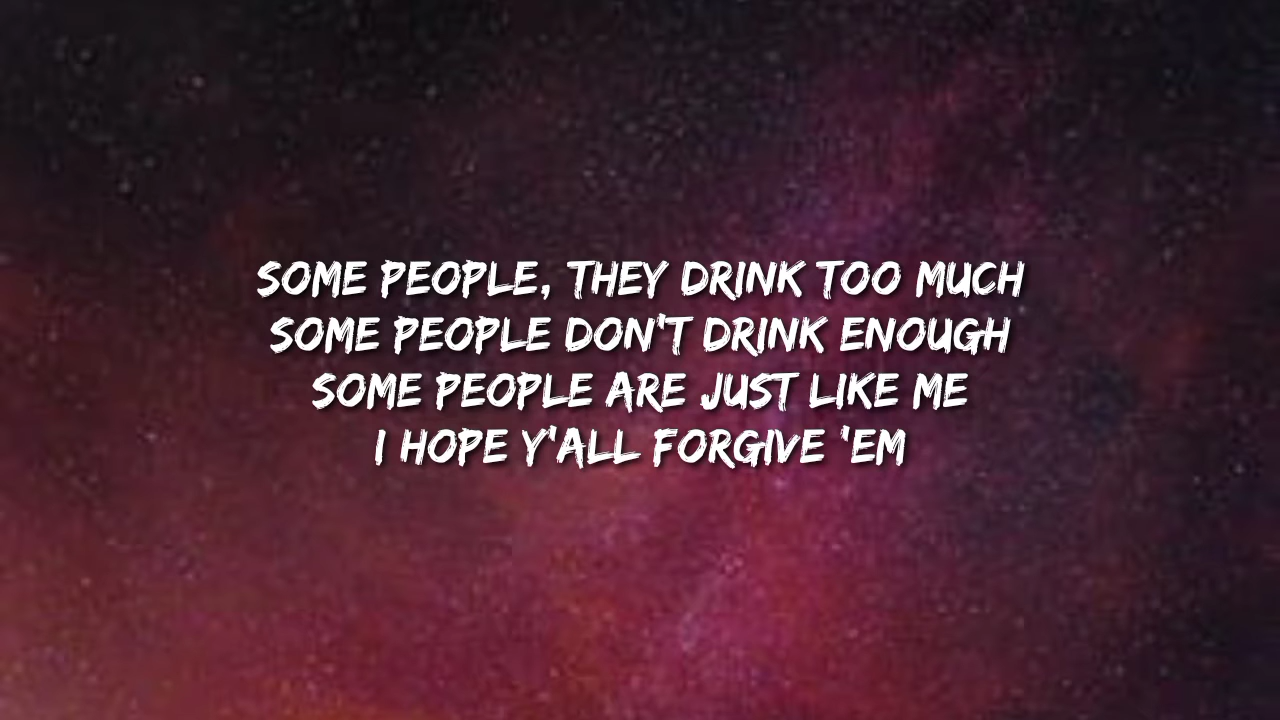 SOME PEOPLE, THEY DRINK TOO MUCH
SOME PEOPLE DON'T DRINK ENOUGH
SOME PEOPLE ARE JUST LIKE ME
I HOPE Y'ALL FORGIVE 'EM